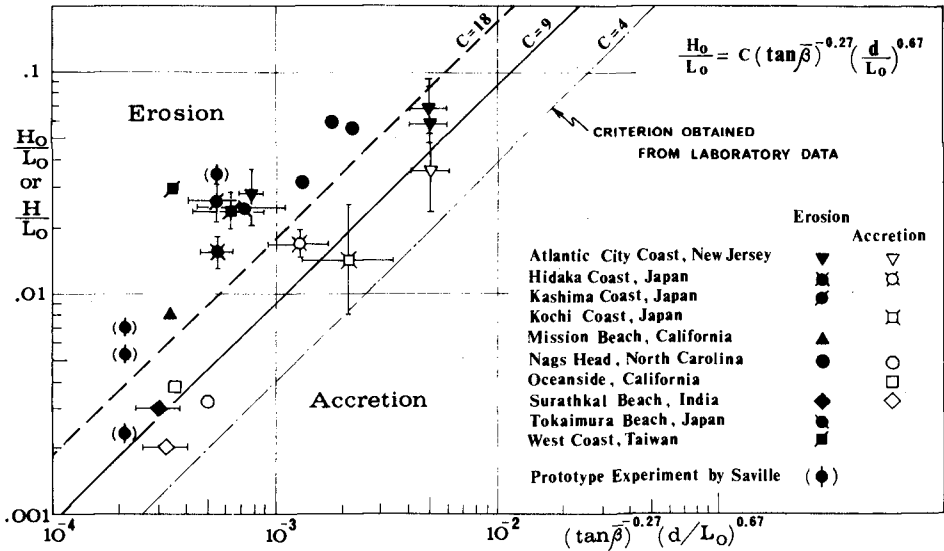 C=18
C=9
C=4
H₀/L₀ = C (tan β̅)^-0.27 (d/L₀)^0.67
.1
Erosion
CRITERION OBTAINED
FROM LABORATORY DATA
H₀/L₀
or
H/L₀
Erosion
Accretion
Atlantic City Coast, New Jersey
Hidaka Coast, Japan
.01
Kashima Coast, Japan
Kochi Coast, Japan
Mission Beach, California
Nags Head, North Carolina
Oceanside, California
Accretion
Surathkal Beach, India
Tokaimura Beach, Japan
West Coast, Taiwan
Prototype Experiment by Saville
.001
10^-4
10^-3
10^-2
(tan β̅)^-0.27 (d/L₀)^0.67